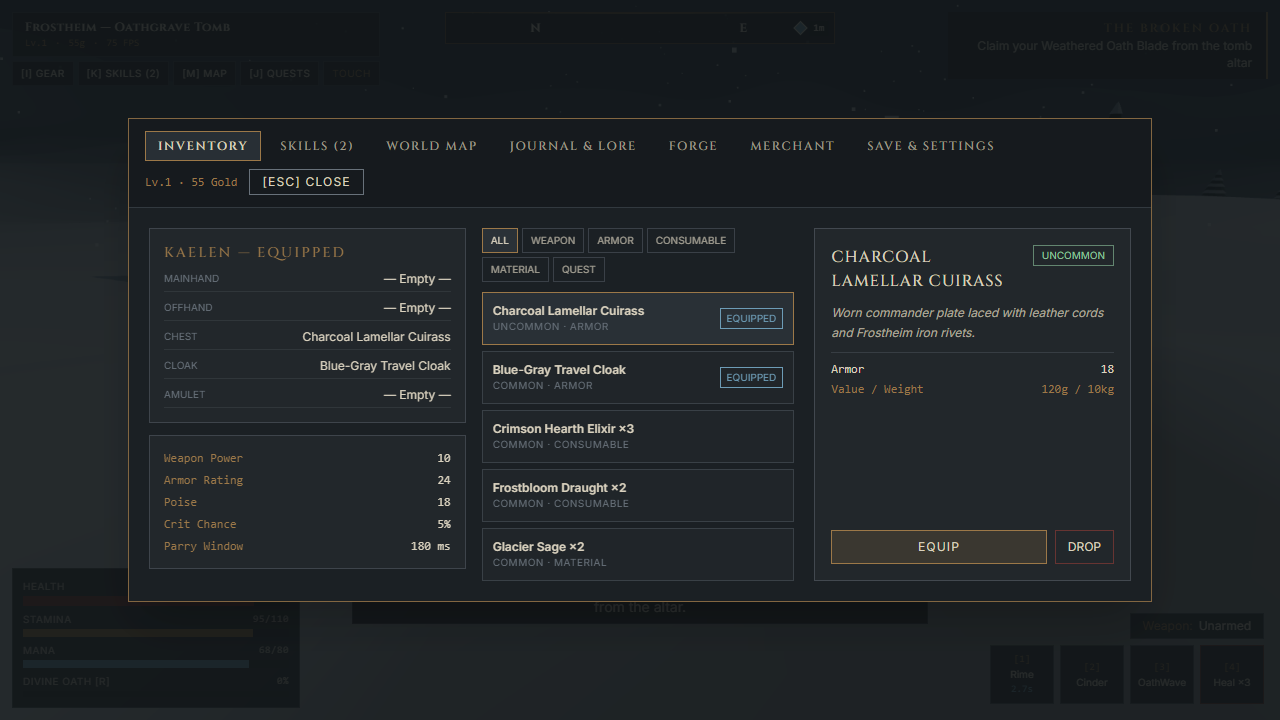 FROSTHEIM — OATHGRAVE TOMB
[I] GEAR
[K] SKILLS (2)
[M] MAP
[J] QUESTS
TOUCH
N
E
1m
THE BROKEN OATH
Claim your Weathered Oath Blade from the tomb
altar
INVENTORY
SKILLS (2)
WORLD MAP
JOURNAL & LORE
FORGE
MERCHANT
SAVE & SETTINGS
Lv.1 · 55 Gold
[ESC] CLOSE
KAELEN — EQUIPPED
MAINHAND — Empty —
OFFHAND — Empty —
CHEST Charcoal Lamellar Cuirass
CLOAK Blue-Gray Travel Cloak
AMULET — Empty —
Weapon Power 10
Armor Rating 24
Poise 18
Crit Chance 5%
Parry Window 180 ms
ALL
WEAPON
ARMOR
CONSUMABLE
MATERIAL
QUEST
Charcoal Lamellar Cuirass
UNCOMMON · ARMOR
EQUIPPED
Blue-Gray Travel Cloak
COMMON · ARMOR
EQUIPPED
Crimson Hearth Elixir ×3
COMMON · CONSUMABLE
Frostbloom Draught ×2
COMMON · CONSUMABLE
Glacier Sage ×2
COMMON · MATERIAL
CHARCOAL
LAMELLAR CUIRASS
UNCOMMON
Worn commander plate laced with leather cords
and Frostheim iron rivets.
Armor 18
Value / Weight 120g / 10kg
EQUIP
DROP
from the altar.
HEALTH
STAMINA 95/110
MANA 68/80
DIVINE OATH [R] 0%
Weapon: Unarmed
Rime
2.7s
Cinder
OathWave
Heal ×3